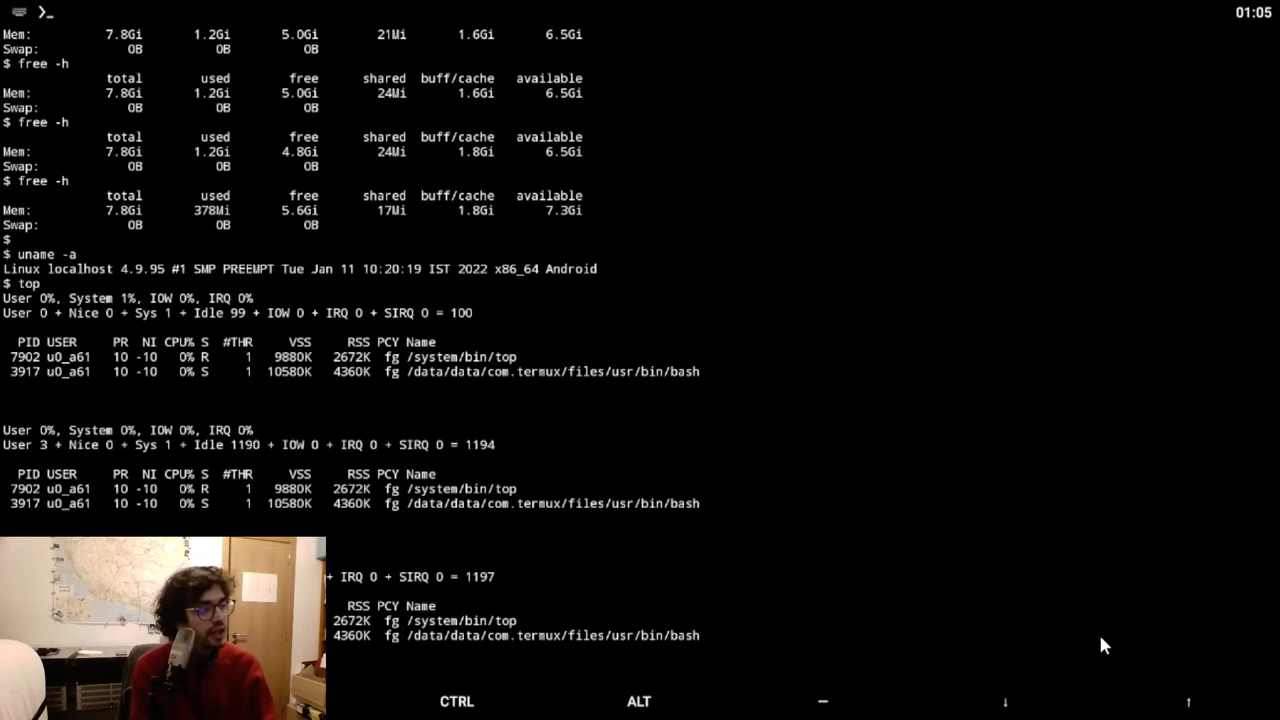 01:05
Mem: 7.8Gi 1.2Gi 5.0Gi 21Mi 1.6Gi 6.5Gi
Swap: 0B 0B 0B
$ free -h
total used free shared buff/cache available
Mem: 7.8Gi 1.2Gi 5.0Gi 24Mi 1.6Gi 6.5Gi
Swap: 0B 0B 0B
$ free -h
total used free shared buff/cache available
Mem: 7.8Gi 1.2Gi 4.8Gi 24Mi 1.8Gi 6.5Gi
Swap: 0B 0B 0B
$ free -h
total used free shared buff/cache available
Mem: 7.8Gi 378Mi 5.6Gi 17Mi 1.8Gi 7.3Gi
Swap: 0B 0B 0B
$
$ uname -a
Linux localhost 4.9.95 #1 SMP PREEMPT Tue Jan 11 10:20:19 IST 2022 x86_64 Android
$ top
User 0%, System 1%, IOW 0%, IRQ 0%
User 0 + Nice 0 + Sys 1 + Idle 99 + IOW 0 + IRQ 0 + SIRQ 0 = 100
PID USER PR NI CPU% S #THR VSS RSS PCY Name
7902 u0_a61 10 -10 0% R 1 9880K 2672K fg /system/bin/top
3917 u0_a61 10 -10 0% S 1 10580K 4360K fg /data/data/com.termux/files/usr/bin/bash
User 0%, System 0%, IOW 0%, IRQ 0%
User 3 + Nice 0 + Sys 1 + Idle 1190 + IOW 0 + IRQ 0 + SIRQ 0 = 1194
PID USER PR NI CPU% S #THR VSS RSS PCY Name
7902 u0_a61 10 -10 0% R 1 9880K 2672K fg /system/bin/top
3917 u0_a61 10 -10 0% S 1 10580K 4360K fg /data/data/com.termux/files/usr/bin/bash
+ IRQ 0 + SIRQ 0 = 1197
RSS PCY Name
2672K fg /system/bin/top
4360K fg /data/data/com.termux/files/usr/bin/bash
CTRL ALT — ↓ ↑